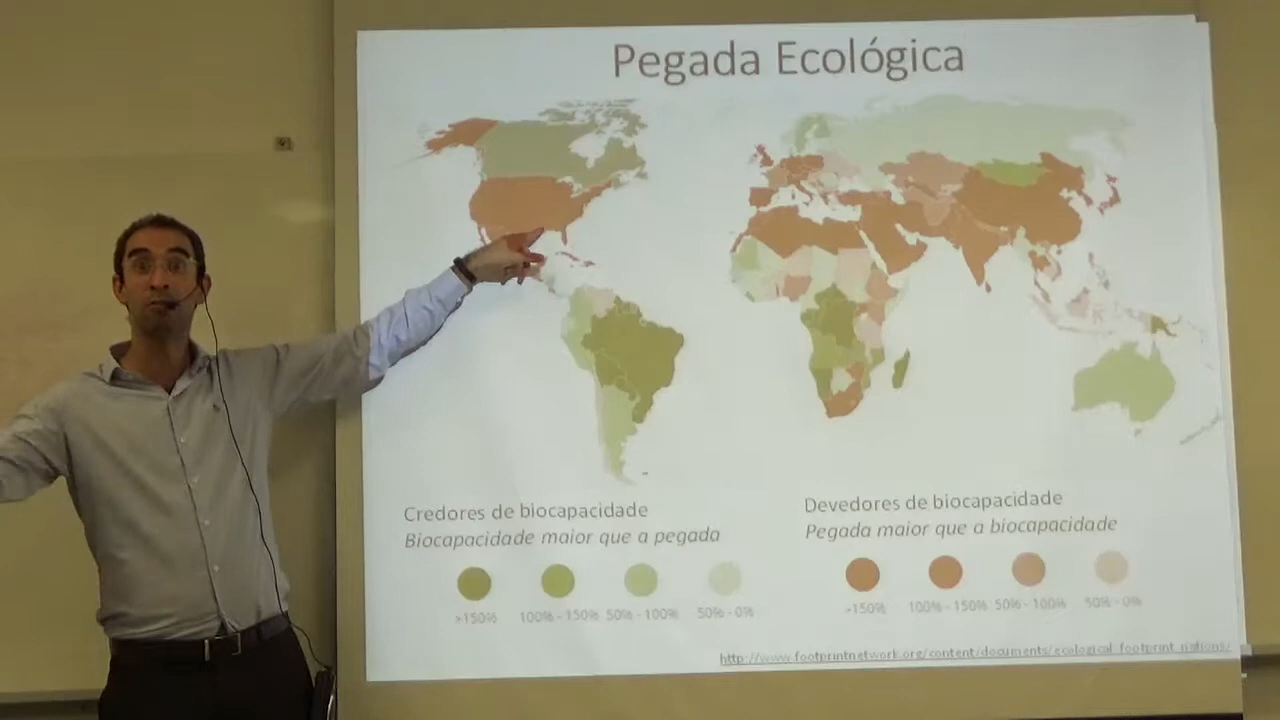 Pegada Ecológica
Credores de biocapacidade
Biocapacidade maior que a pegada
>150% 100% - 150% 50% - 100% 50% - 0%
Devedores de biocapacidade
Pegada maior que a biocapacidade
>150% 100% - 150% 50% - 100% 50% - 0%
http://www.footprintnetwork.org/content/documents/ecological_footprint_nations/